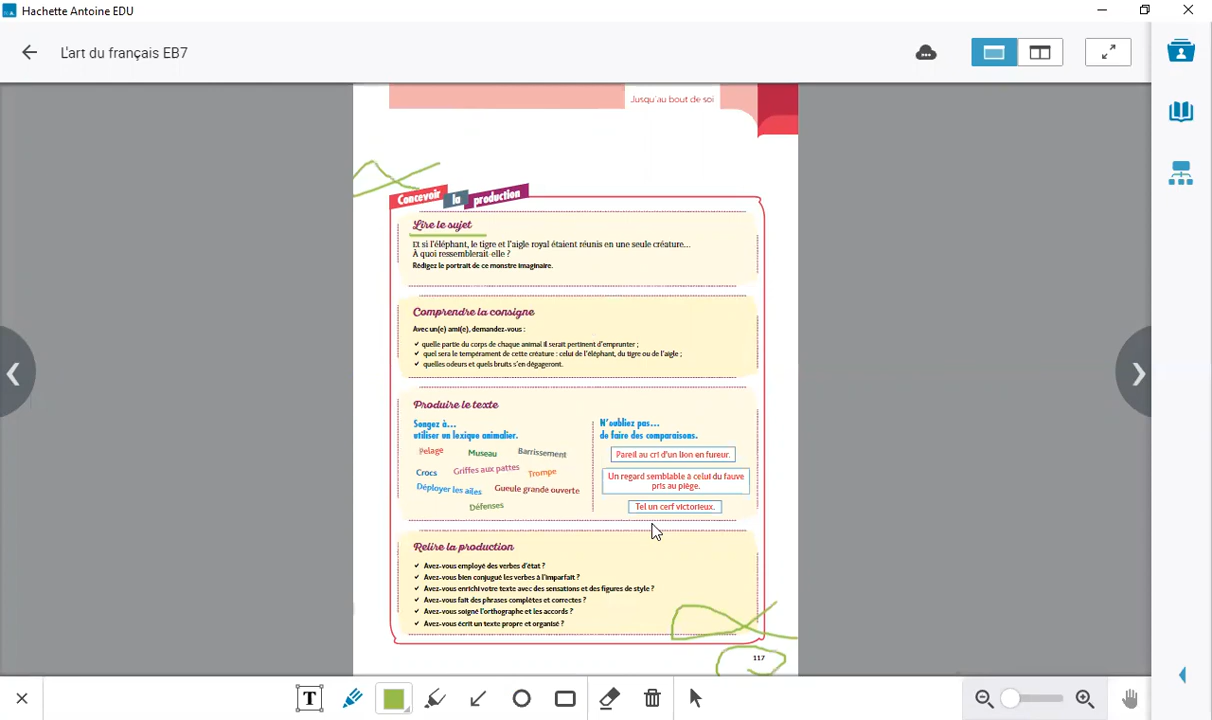 Hachette Antoine EDU
L'art du français EB7
Jusqu'au bout de soi
Concevoir la production
Lire le sujet
Et si l'éléphant, le tigre et l'aigle royal étaient réunis en une seule créature...
À quoi ressemblerait-elle ?
Rédigez le portrait de ce monstre imaginaire.
Comprendre la consigne
Avec un(e) ami(e), demandez-vous :
✓ quelle partie du corps de chaque animal il serait pertinent d'emprunter ;
✓ quel sera le tempérament de cette créature : celui de l'éléphant, du tigre ou de l'aigle ;
✓ quelles odeurs et quels bruits s'en dégageront.
Produire le texte
Songez à...
utiliser un lexique animalier.
Pelage Museau Barrissement
Crocs Griffes aux pattes Trompe
Déployer les ailes Gueule grande ouverte
Défenses
N'oubliez pas...
de faire des comparaisons.
Pareil au cri d'un lion en fureur.
Un regard semblable à celui du fauve
pris au piège.
Tel un cerf victorieux.
Relire la production
✓ Avez-vous employé des verbes d'état ?
✓ Avez-vous bien conjugué les verbes à l'imparfait ?
✓ Avez-vous enrichi votre texte avec des sensations et des figures de style ?
✓ Avez-vous fait des phrases complètes et correctes ?
✓ Avez-vous soigné l'orthographe et les accords ?
✓ Avez-vous écrit un texte propre et organisé ?
117
T